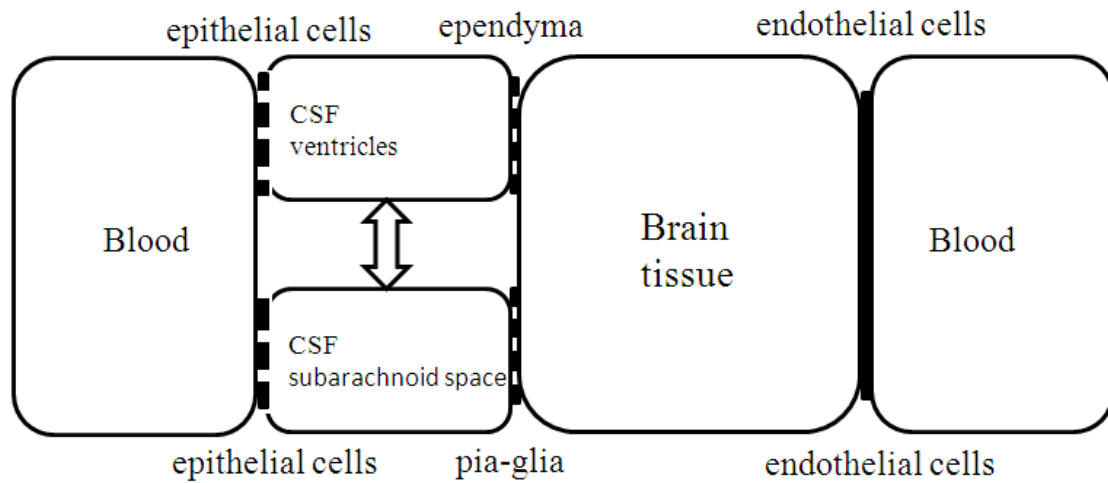 epithelial cells
ependyma
endothelial cells
CSF
ventricles
Blood
Brain
tissue
Blood
CSF
subarachnoid space
epithelial cells
pia-glia
endothelial cells